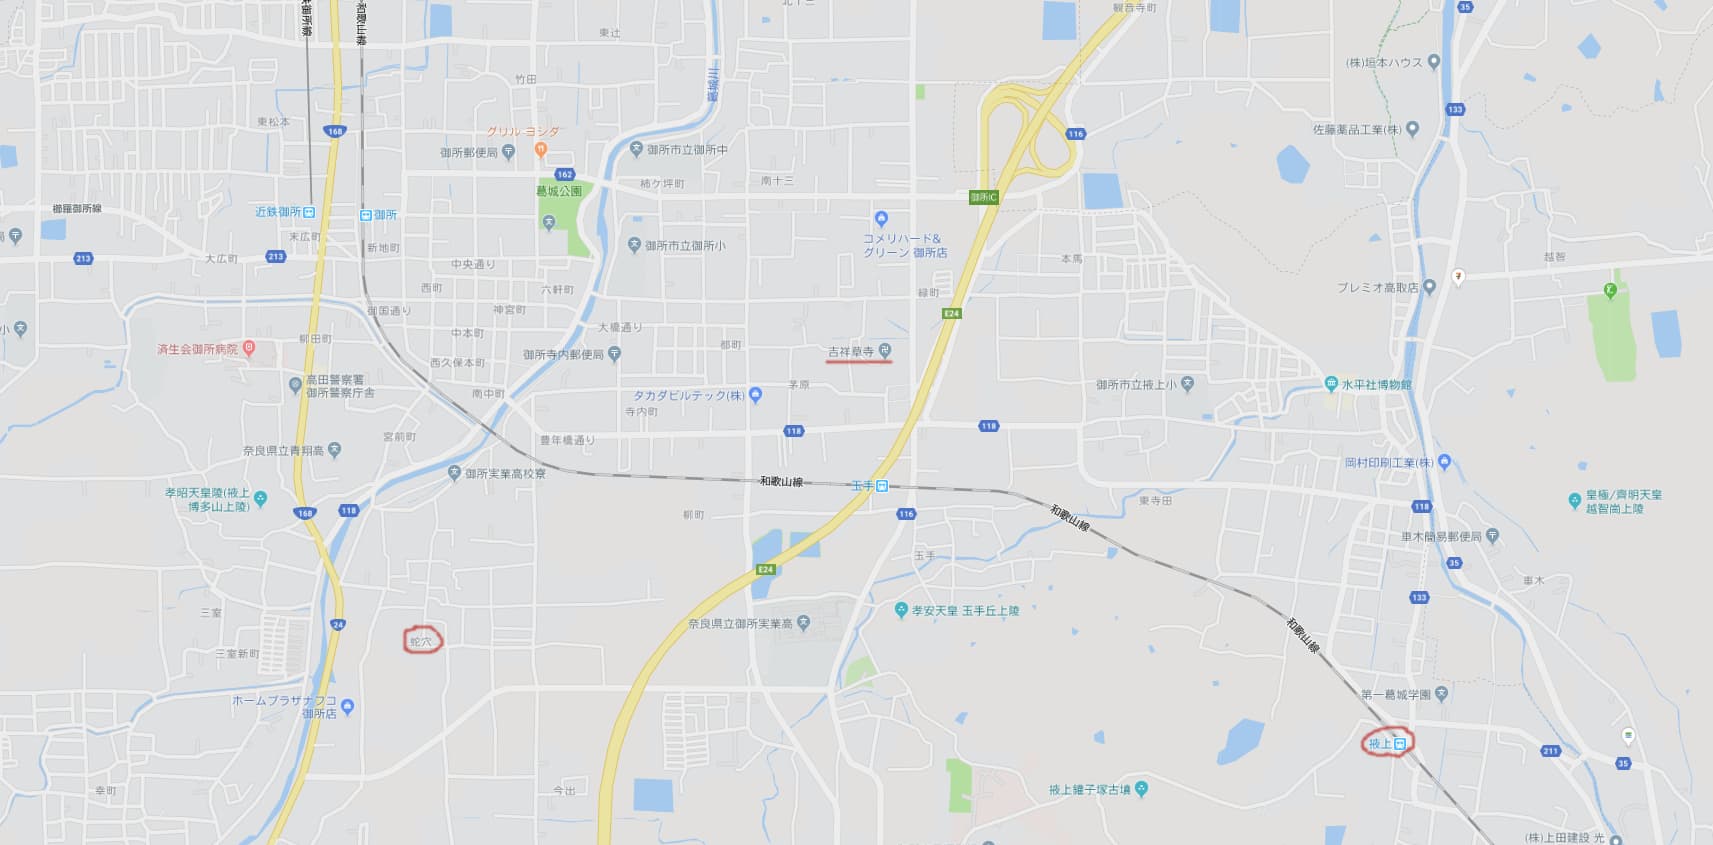 北十三
観音寺町
35
鉄御所線
和歌山線
東辻
竹田
(株)垣本ハウス
133
東松本
168
グリル ヨシダ
御所郵便局
御所市立御所中
116
佐藤薬品工業(株)
162
葛城公園
柿ケ坪町
南十三
御所IC
櫛羅御所線
近鉄御所
御所
末広町
新地町
御所市立御所小
コメリハード&
グリーン 御所店
213
大広町
213
中央通り
本馬
越智
西町
六軒町
緑町
プレミオ高取店
御国通り
神宮町
E24
小
柳田町
中本町
大橋通り
済生会御所病院
西久保本町
御所寺内郵便局
都町
吉祥草寺
高田警察署
御所警察庁舎
南中町
タカダビルテック(株)
茅原
御所市立掖上小
水平社博物館
寺内町
宮前町
豊年橋通り
118
118
奈良県立青翔高
御所実業高校寮
岡村印刷工業(株)
和歌山線
玉手
孝昭天皇陵(掖上
博多山上陵)
168
118
柳町
116
和歌山線
東寺田
118
皇極/斉明天皇
越智崗上陵
車木簡易郵便局
玉手
35
E24
車木
133
三室
24
奈良県立御所実業高
孝安天皇 玉手丘上陵
蛇穴
和歌山線
三室新町
ホームプラザナフコ
御所店
第一葛城学園
掖上
211
35
幸町
今出
掖上鑵子塚古墳
(株)上田建設 光